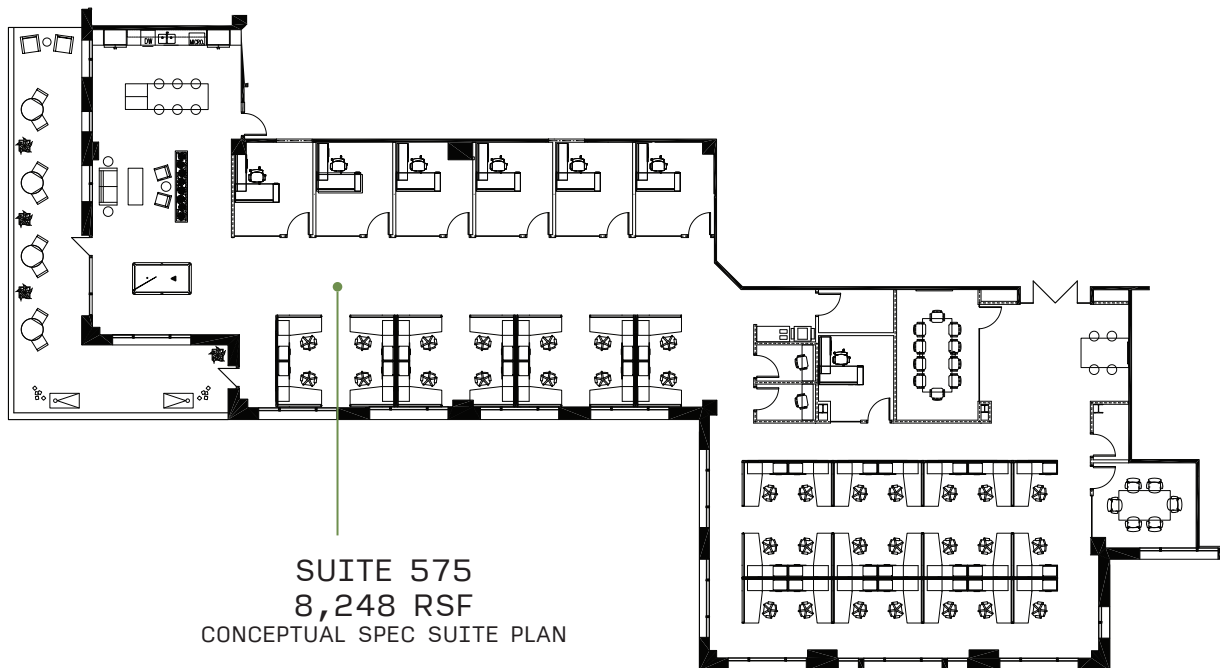 DW
MICRO
SUITE 575
8,248 RSF
CONCEPTUAL SPEC SUITE PLAN